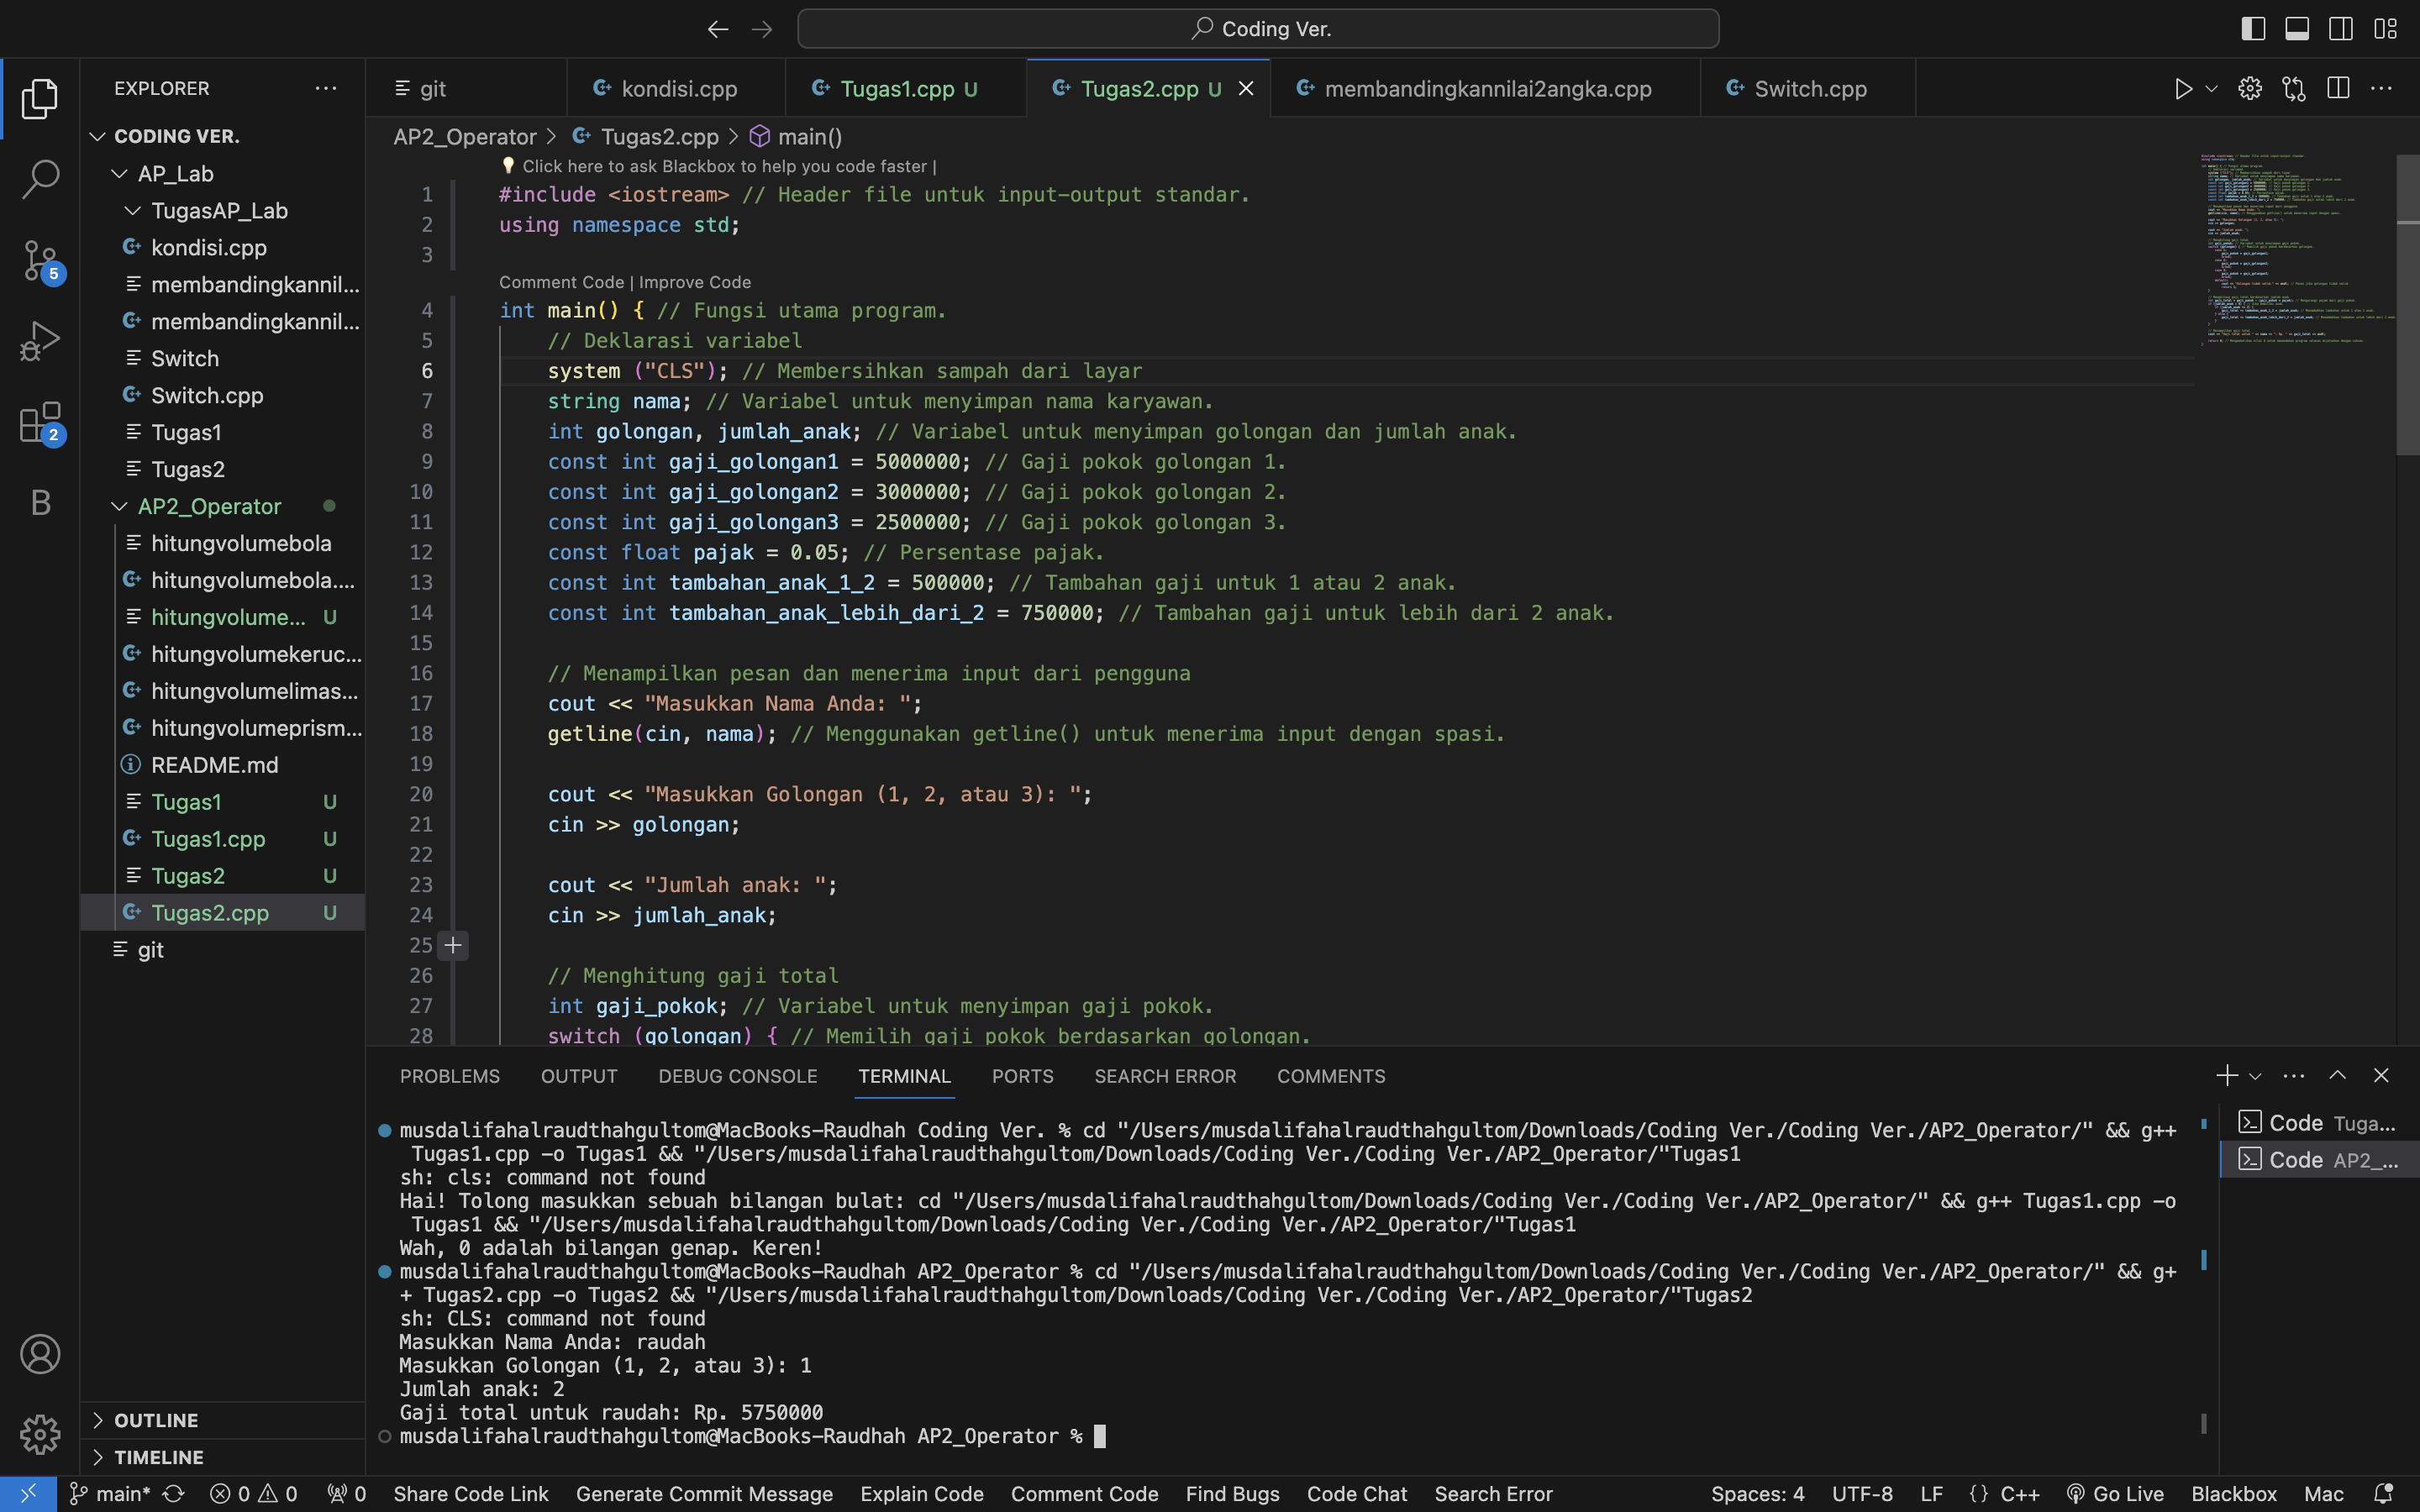 Coding Ver.
EXPLORER
CODING VER.
AP_Lab
TugasAP_Lab
kondisi.cpp
membandingkannil...
membandingkannil...
Switch
Switch.cpp
Tugas1
Tugas2
AP2_Operator
hitungvolumebola
hitungvolumebola....
hitungvolume... U
hitungvolumekeruc...
hitungvolumelimas...
hitungvolumeprism...
README.md
Tugas1 U
Tugas1.cpp U
Tugas2 U
Tugas2.cpp U
git
OUTLINE
TIMELINE
5
2
B
git kondisi.cpp Tugas1.cpp U Tugas2.cpp U membandingkannilai2angka.cpp Switch.cpp
AP2_Operator > Tugas2.cpp > main()
Click here to ask Blackbox to help you code faster |
1 #include <iostream> // Header file untuk input-output standar.
2 using namespace std;
3
Comment Code | Improve Code
4 int main() { // Fungsi utama program.
5 // Deklarasi variabel
6 system ("CLS"); // Membersihkan sampah dari layar
7 string nama; // Variabel untuk menyimpan nama karyawan.
8 int golongan, jumlah_anak; // Variabel untuk menyimpan golongan dan jumlah anak.
9 const int gaji_golongan1 = 5000000; // Gaji pokok golongan 1.
10 const int gaji_golongan2 = 3000000; // Gaji pokok golongan 2.
11 const int gaji_golongan3 = 2500000; // Gaji pokok golongan 3.
12 const float pajak = 0.05; // Persentase pajak.
13 const int tambahan_anak_1_2 = 500000; // Tambahan gaji untuk 1 atau 2 anak.
14 const int tambahan_anak_lebih_dari_2 = 750000; // Tambahan gaji untuk lebih dari 2 anak.
15
16 // Menampilkan pesan dan menerima input dari pengguna
17 cout << "Masukkan Nama Anda: ";
18 getline(cin, nama); // Menggunakan getline() untuk menerima input dengan spasi.
19
20 cout << "Masukkan Golongan (1, 2, atau 3): ";
21 cin >> golongan;
22
23 cout << "Jumlah anak: ";
24 cin >> jumlah_anak;
25
26 // Menghitung gaji total
27 int gaji_pokok; // Variabel untuk menyimpan gaji pokok.
28 switch (golongan) { // Memilih gaji pokok berdasarkan golongan.
PROBLEMS OUTPUT DEBUG CONSOLE TERMINAL PORTS SEARCH ERROR COMMENTS
musdalifahalraudthahgultom@MacBooks-Raudhah Coding Ver. % cd "/Users/musdalifahalraudthahgultom/Downloads/Coding Ver./Coding Ver./AP2_Operator/" && g++
Tugas1.cpp -o Tugas1 && "/Users/musdalifahalraudthahgultom/Downloads/Coding Ver./Coding Ver./AP2_Operator/"Tugas1
sh: cls: command not found
Hai! Tolong masukkan sebuah bilangan bulat: cd "/Users/musdalifahalraudthahgultom/Downloads/Coding Ver./Coding Ver./AP2_Operator/" && g++ Tugas1.cpp -o
Tugas1 && "/Users/musdalifahalraudthahgultom/Downloads/Coding Ver./Coding Ver./AP2_Operator/"Tugas1
Wah, 0 adalah bilangan genap. Keren!
musdalifahalraudthahgultom@MacBooks-Raudhah AP2_Operator % cd "/Users/musdalifahalraudthahgultom/Downloads/Coding Ver./Coding Ver./AP2_Operator/" && g+
+ Tugas2.cpp -o Tugas2 && "/Users/musdalifahalraudthahgultom/Downloads/Coding Ver./Coding Ver./AP2_Operator/"Tugas2
sh: CLS: command not found
Masukkan Nama Anda: raudah
Masukkan Golongan (1, 2, atau 3): 1
Jumlah anak: 2
Gaji total untuk raudah: Rp. 5750000
musdalifahalraudthahgultom@MacBooks-Raudhah AP2_Operator %
Code Tuga...
Code AP2_...
main* 0 0 0 Share Code Link Generate Commit Message Explain Code Comment Code Find Bugs Code Chat Search Error Spaces: 4 UTF-8 LF {} C++ Go Live Blackbox Mac